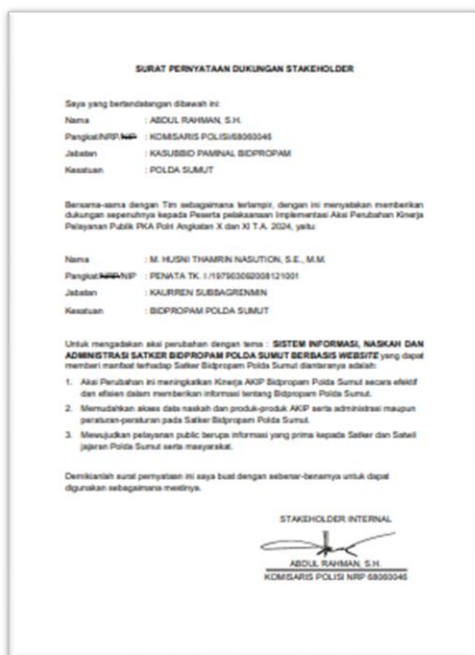 SURAT PERNYATAAN DUKUNGAN STAKEHOLDER
Saya yang bertandatangan dibawah ini:
Nama : ABDUL RAHMAN, S.H.
Pangkat/NRP/NIP : KOMISARIS POLISI/68060046
Jabatan : KASUBBID PAMINAL BIDPROPAM
Kesatuan : POLDA SUMUT
Bersama-sama dengan Tim sebagaimana terlampir, dengan ini menyatakan memberikan
dukungan sepenuhnya kepada Peserta pelaksanaan Implementasi Aksi Perubahan Kinerja
Pelayanan Publik PKA Polri Angkatan X dan XI T.A. 2024, yaitu:
Nama : M. HUSNI THAMRIN NASUTION, S.E., M.M.
Pangkat/NRP/NIP : PENATA TK. I /197903092008121001
Jabatan : KAURREN SUBBAGRENMIN
Kesatuan : BIDPROPAM POLDA SUMUT
Untuk mengadakan aksi perubahan dengan tema : SISTEM INFORMASI, NASKAH DAN
ADMINISTRASI SATKER BIDPROPAM POLDA SUMUT BERBASIS WEBSITE yang dapat
memberi manfaat terhadap Satker Bidpropam Polda Sumut diantaranya adalah:
1. Aksi Perubahan ini meningkatkan Kinerja AKIP Bidpropam Polda Sumut secara efektif
dan efisien dalam memberikan informasi tentang Bidpropam Polda Sumut.
2. Memudahkan akses data naskah dan produk-produk AKIP serta administrasi maupun
peraturan-peraturan pada Satker Bidpropam Polda Sumut.
3. Mewujudkan pelayanan public berupa informasi yang prima kepada Satker dan Satwil
jajaran Polda Sumut serta masyarakat.
Demikianlah surat pernyataan ini saya buat dengan sebenar-benarnya untuk dapat
digunakan sebagaimana mestinya.
STAKEHOLDER INTERNAL
ABDUL RAHMAN, S.H.
KOMISARIS POLISI NRP 68060046